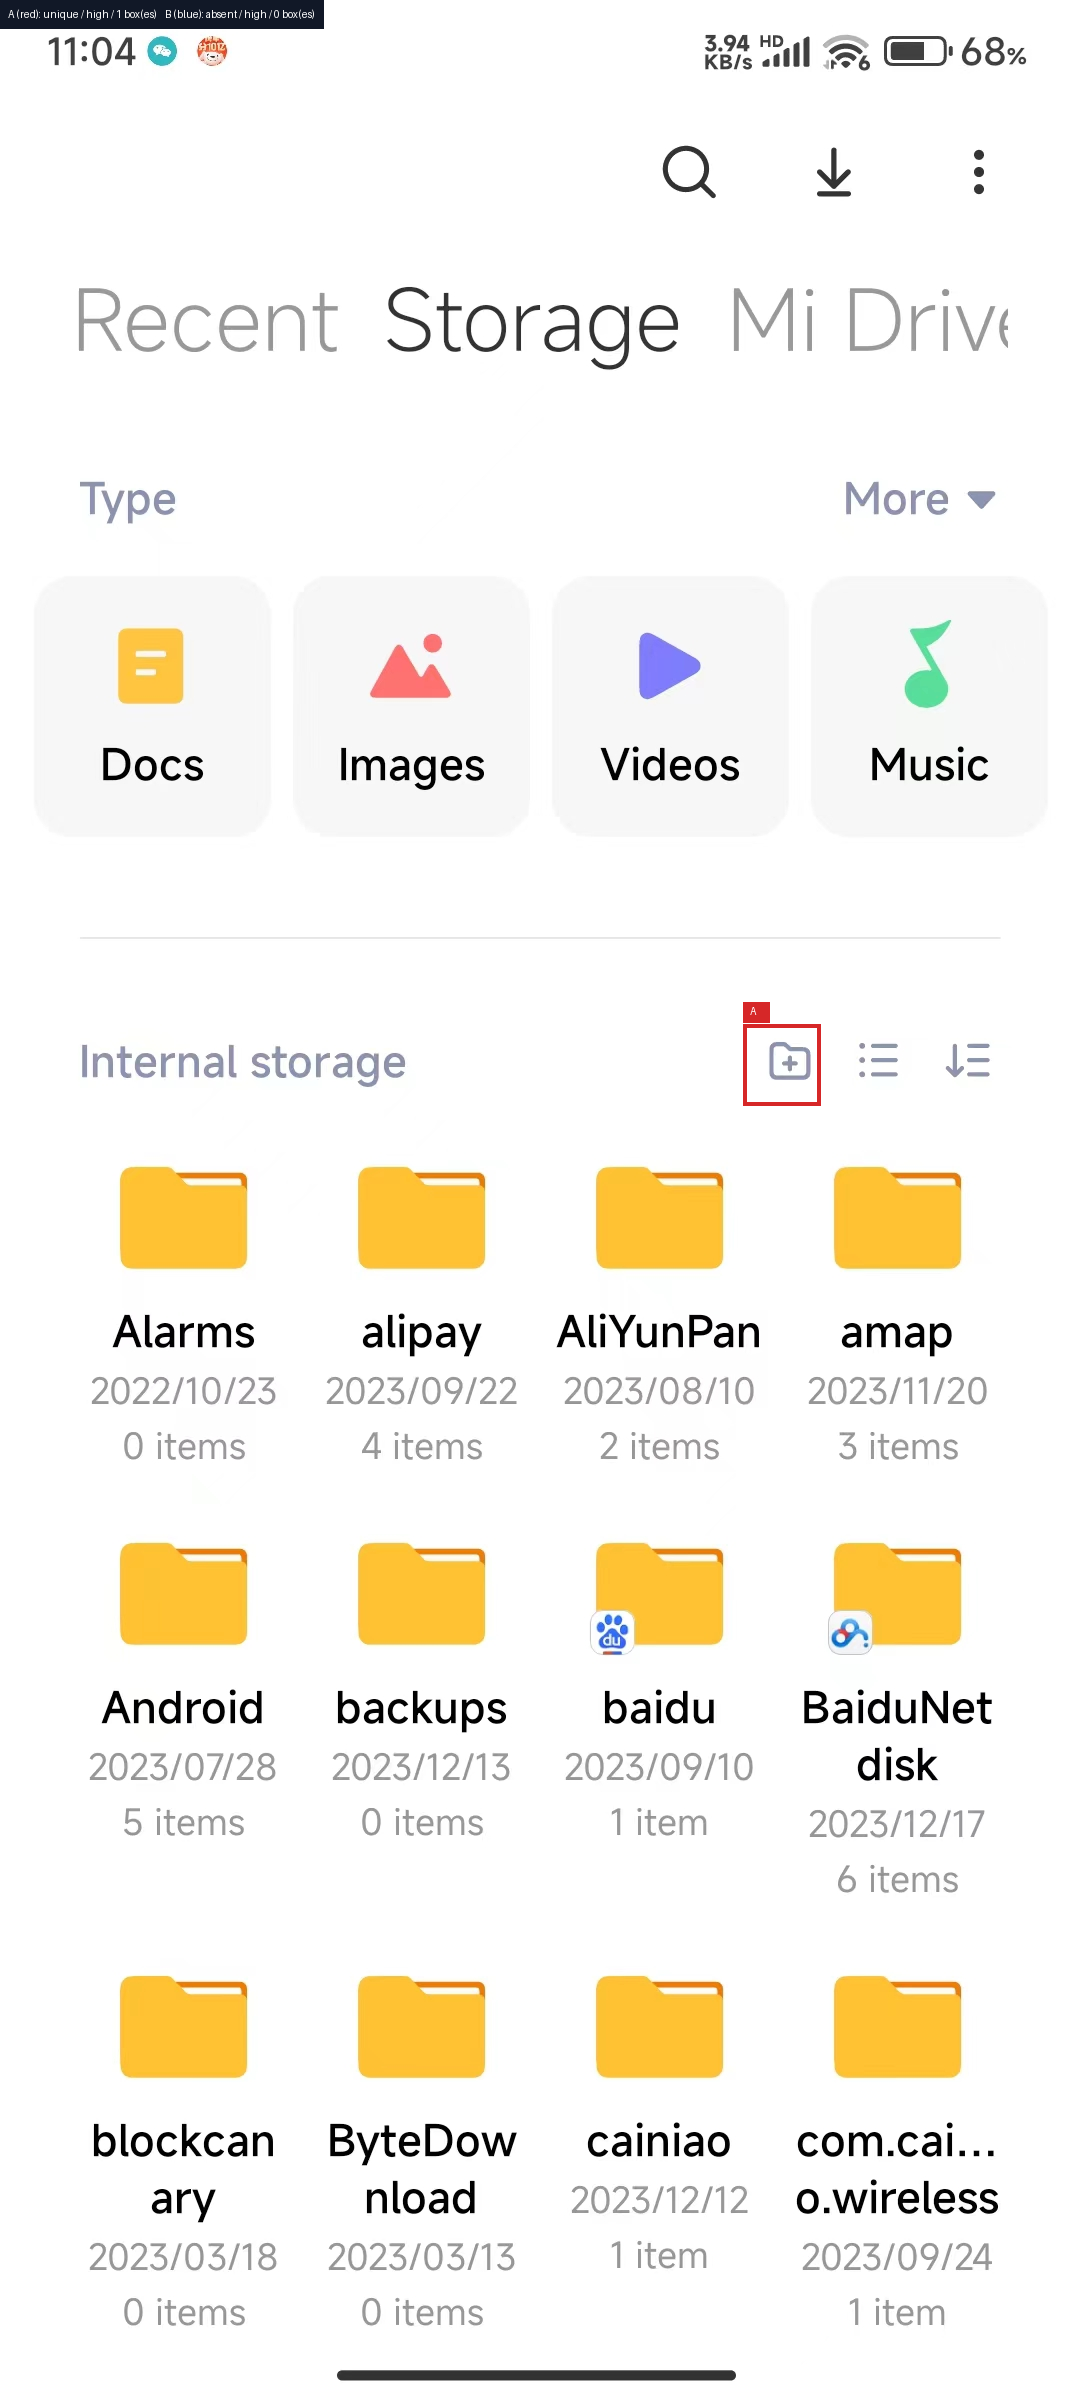 A (red): unique / high / 1 box(es) B (blue): absent / high / 0 box(es)
11:04
3.94 KB/s HD 6 68%
Recent Storage Mi Drive
Type More
Docs Images Videos Music
A
Internal storage
Alarms alipay AliYunPan amap
2022/10/23 2023/09/22 2023/08/10 2023/11/20
0 items 4 items 2 items 3 items
du
Android backups baidu BaiduNet
disk
2023/07/28 2023/12/13 2023/09/10 2023/12/17
5 items 0 items 1 item 6 items
blockcan ByteDow cainiao com.cai...
ary nload o.wireless
2023/03/18 2023/03/13 2023/12/12 2023/09/24
0 items 0 items 1 item 1 item